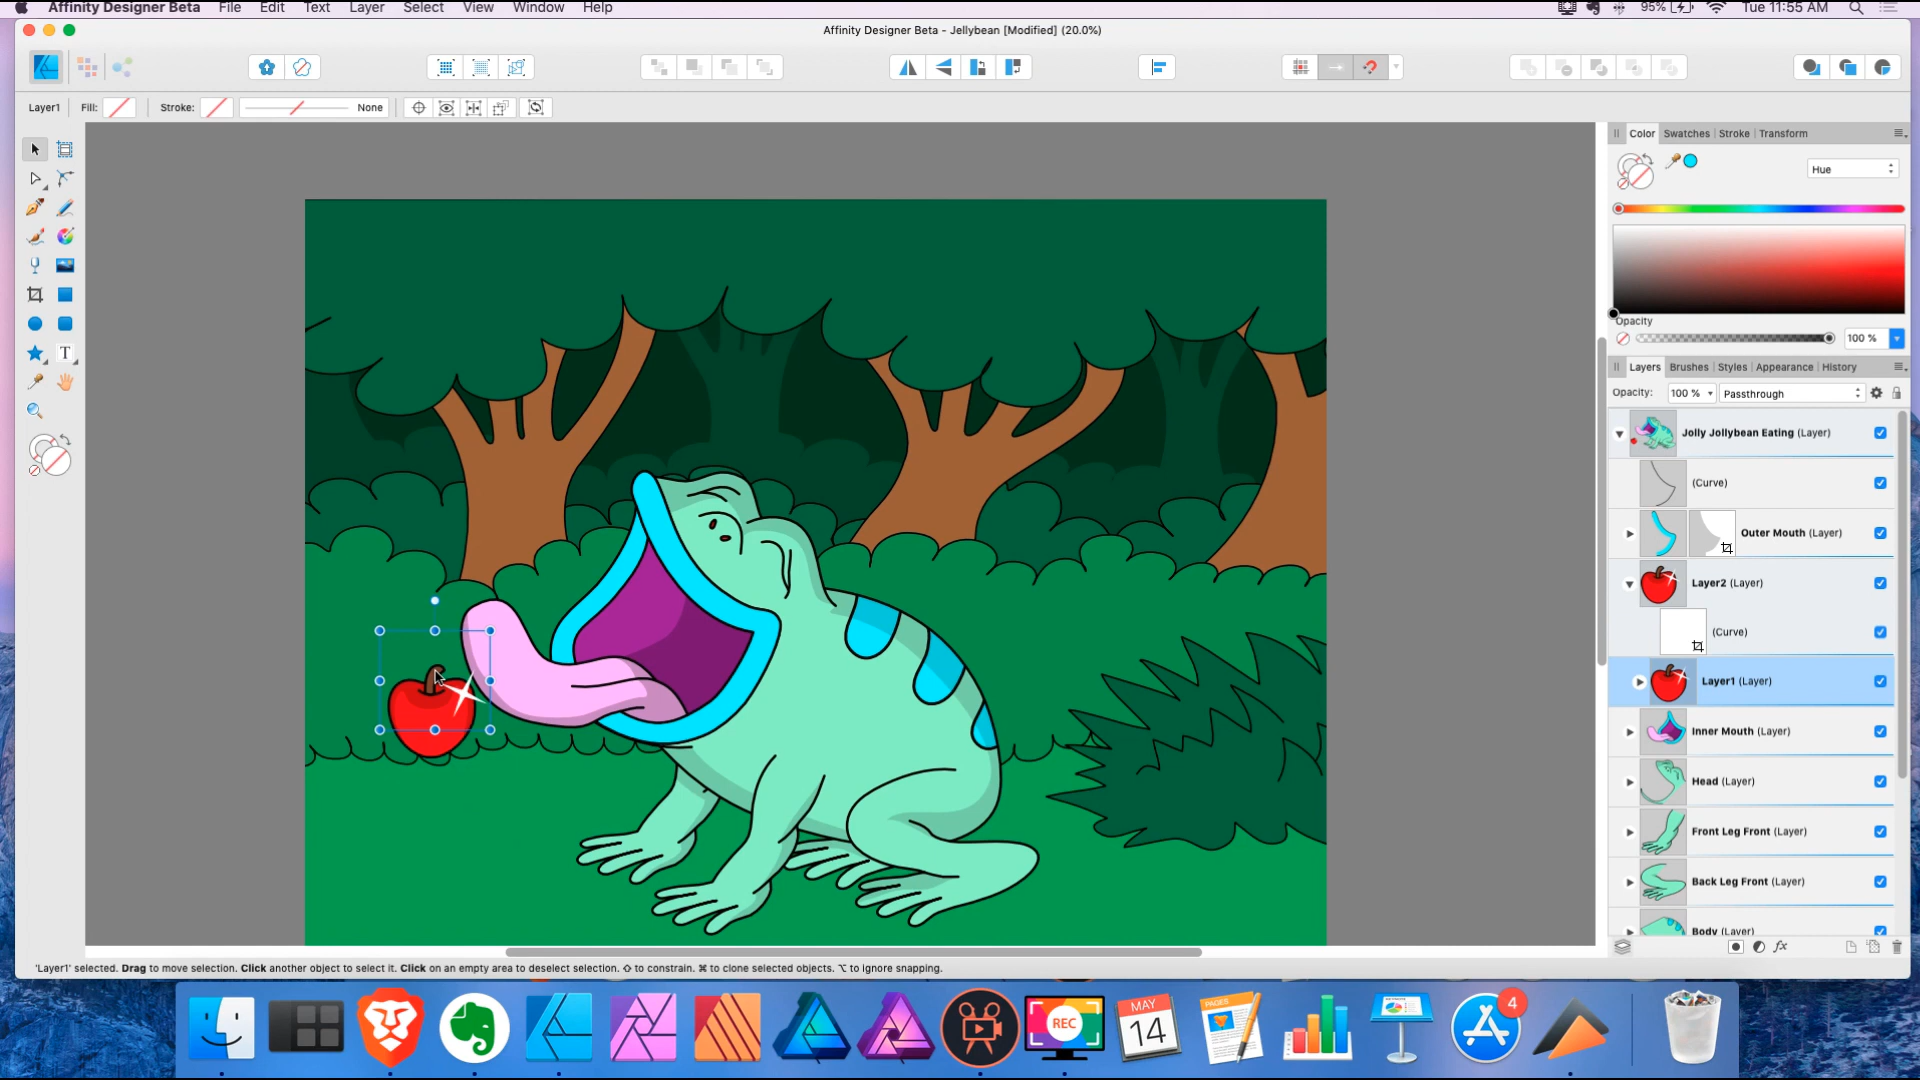 Affinity Designer Beta File Edit Text Layer Select View Window Help 95% Tue 11:55 AM
Affinity Designer Beta - Jellybean [Modified] (20.0%)
Layer1 Fill: Stroke: None
Color Swatches Stroke Transform
Hue
Opacity
100 %
Layers Brushes Styles Appearance History
Opacity: 100 % Passthrough
Jolly Jollybean Eating (Layer)
(Curve)
Outer Mouth (Layer)
Layer2 (Layer)
(Curve)
Layer1 (Layer)
Inner Mouth (Layer)
Head (Layer)
Front Leg Front (Layer)
Back Leg Front (Layer)
Body (Layer)
fx
'Layer1' selected. Drag to move selection. Click another object to select it. Click on an empty area to deselect selection. ⇧ to constrain. ⌘ to clone selected objects. ⌥ to ignore snapping.
REC
MAY
14
PAGES
KEYNOTE
4